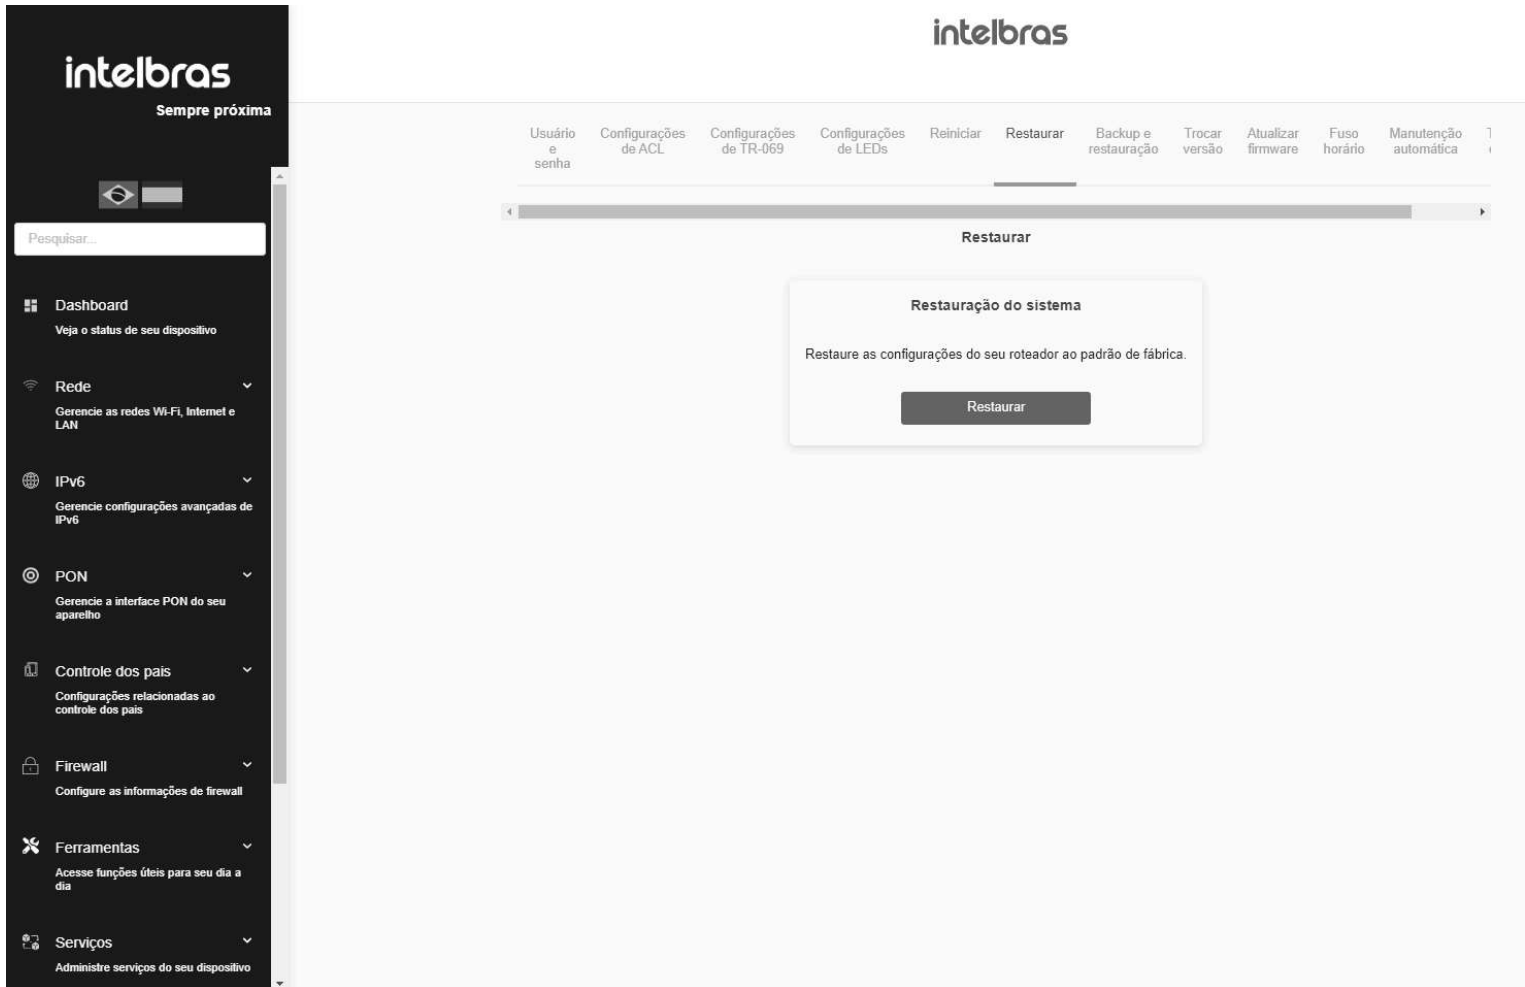 intelbras
Sempre próxima
Pesquisar...
Dashboard
Veja o status de seu dispositivo
Rede
Gerencie as redes Wi-Fi, Internet e
LAN
IPv6
Gerencie configurações avançadas de
IPv6
PON
Gerencie a interface PON do seu
aparelho
Controle dos pais
Configurações relacionadas ao
controle dos pais
Firewall
Configure as informações de firewall
Ferramentas
Acesse funções úteis para seu dia a
dia
Serviços
Administre serviços do seu dispositivo
intelbras
Usuário
e
senha
Configurações
de ACL
Configurações
de TR-069
Configurações
de LEDs
Reiniciar
Restaurar
Backup e
restauração
Trocar
versão
Atualizar
firmware
Fuso
horário
Manutenção
automática
Restaurar
Restauração do sistema
Restaure as configurações do seu roteador ao padrão de fábrica.
Restaurar